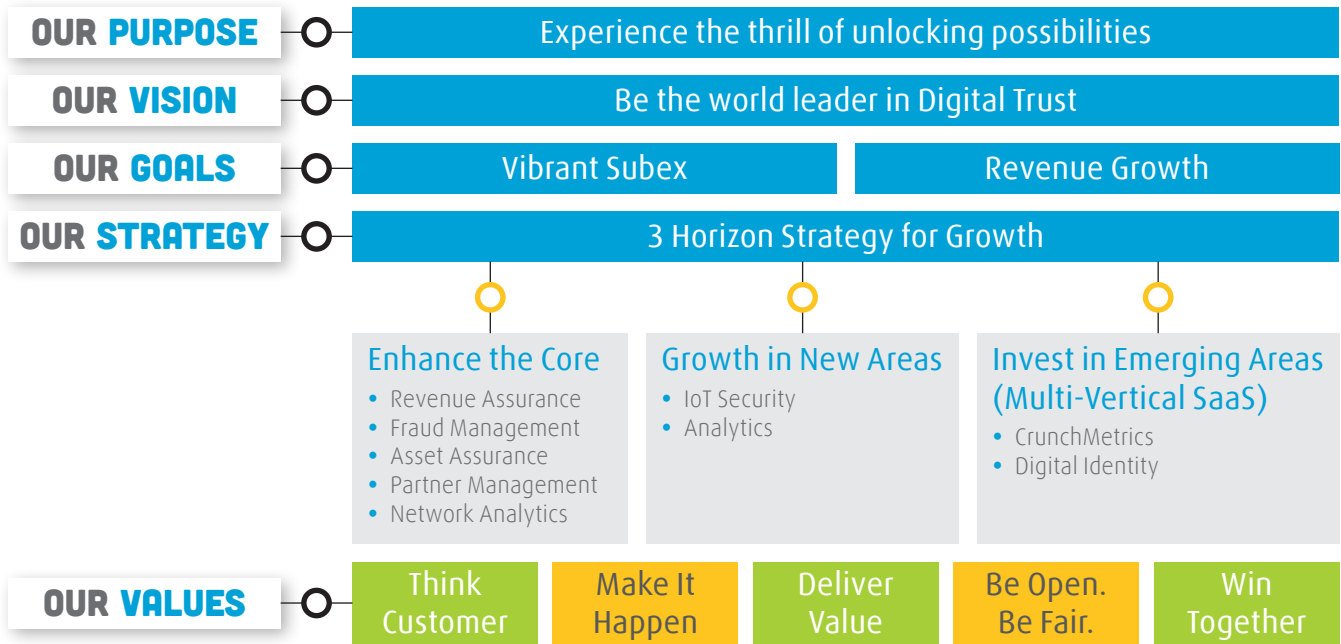 OUR PURPOSE
Experience the thrill of unlocking possibilities
OUR VISION
Be the world leader in Digital Trust
OUR GOALS
Vibrant Subex
Revenue Growth
OUR STRATEGY
3 Horizon Strategy for Growth
Enhance the Core
• Revenue Assurance
• Fraud Management
• Asset Assurance
• Partner Management
• Network Analytics
Growth in New Areas
• IoT Security
• Analytics
Invest in Emerging Areas
(Multi-Vertical SaaS)
• CrunchMetrics
• Digital Identity
OUR VALUES
Think
Customer
Make It
Happen
Deliver
Value
Be Open.
Be Fair.
Win
Together